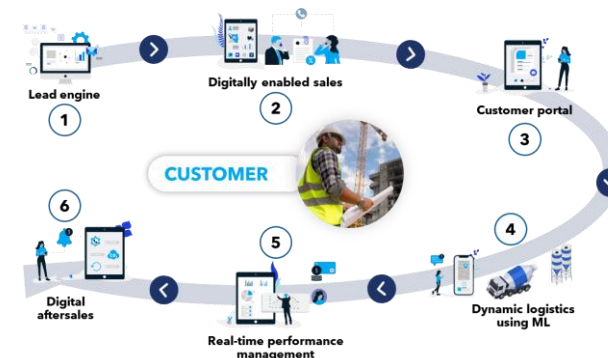 Lead engine
1
Digitally enabled sales
2
Customer portal
3
CUSTOMER
4
Dynamic logistics
using ML
5
Real-time performance
management
6
Digital
aftersales